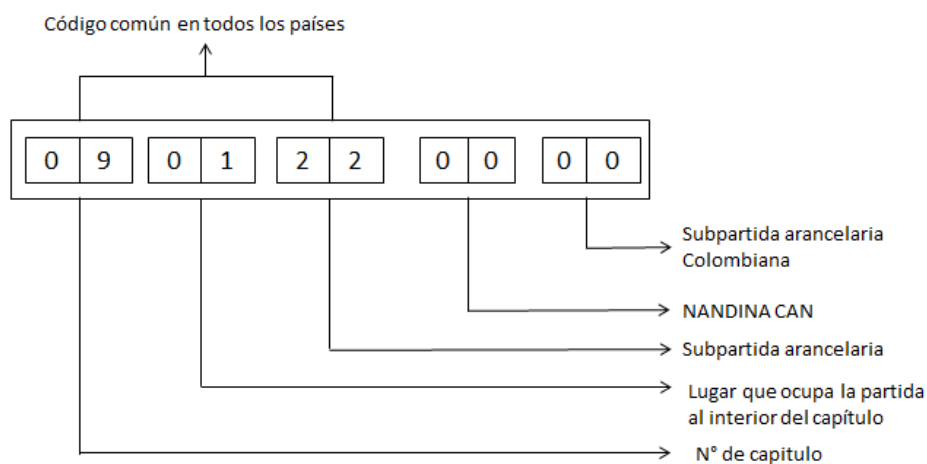 Código común en todos los países
0 9 0 1 2 2 0 0 0 0
Subpartida arancelaria
Colombiana
NANDINA CAN
Subpartida arancelaria
Lugar que ocupa la partida
al interior del capítulo
N° de capitulo